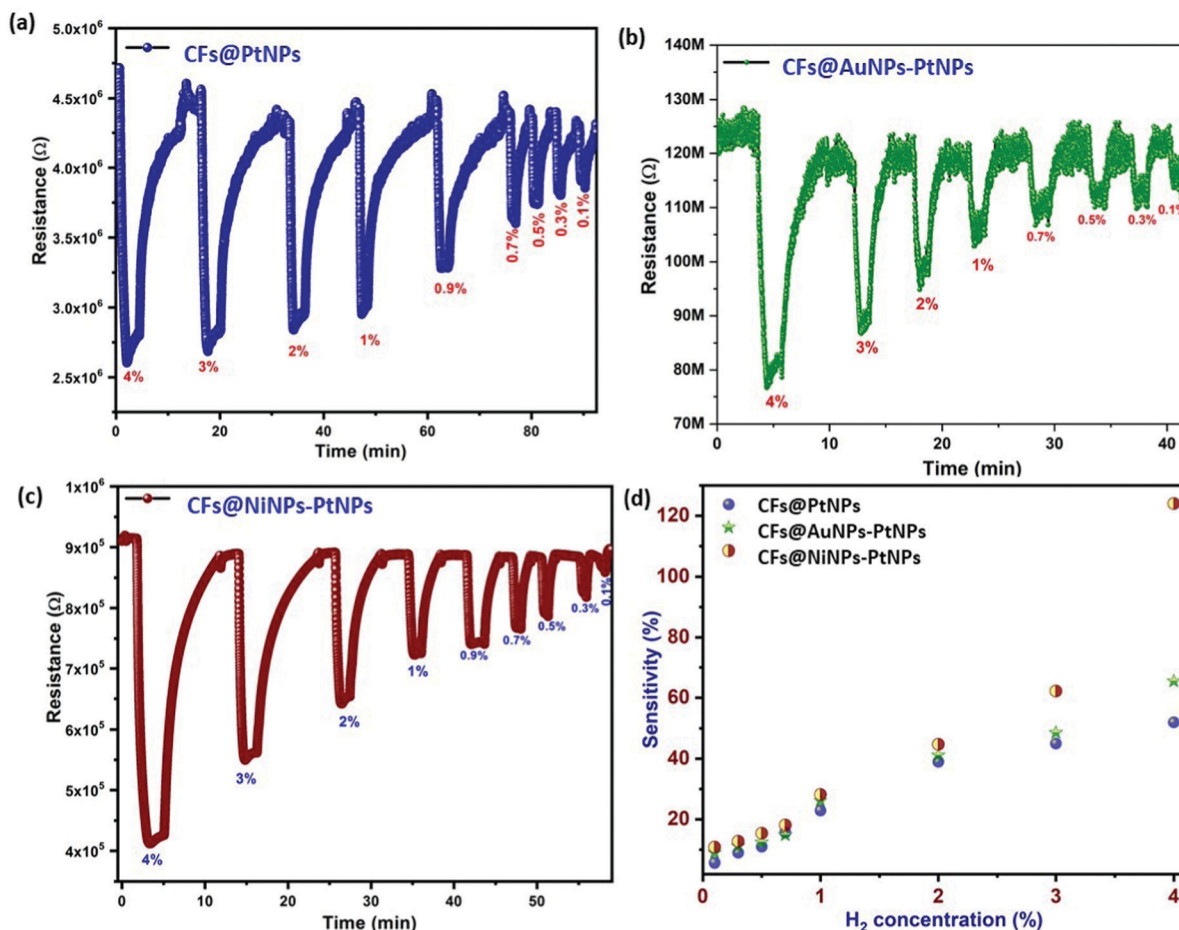 (a)
CFs@PtNPs
5.0x10⁶
4.5x10⁶
4.0x10⁶
3.5x10⁶
3.0x10⁶
2.5x10⁶
Resistance (Ω)
4%
3%
2%
1%
0.9%
0.7%
0.5%
0.3%
0.1%
0 20 40 60 80
Time (min)
(b)
CFs@AuNPs-PtNPs
140M
130M
120M
110M
100M
90M
80M
70M
Resistance (Ω)
4%
3%
2%
1%
0.7%
0.5%
0.3%
0.1%
0 10 20 30 40
Time (min)
(c)
CFs@NiNPs-PtNPs
1x10⁶
9x10⁵
8x10⁵
7x10⁵
6x10⁵
5x10⁵
4x10⁵
Resistance (Ω)
4%
3%
2%
1%
0.9%
0.7%
0.5%
0.3%
0.1%
0 10 20 30 40 50
Time (min)
(d)
CFs@PtNPs
CFs@AuNPs-PtNPs
CFs@NiNPs-PtNPs
120
100
80
60
40
20
Sensitivity (%)
0 1 2 3 4
H₂ concentration (%)